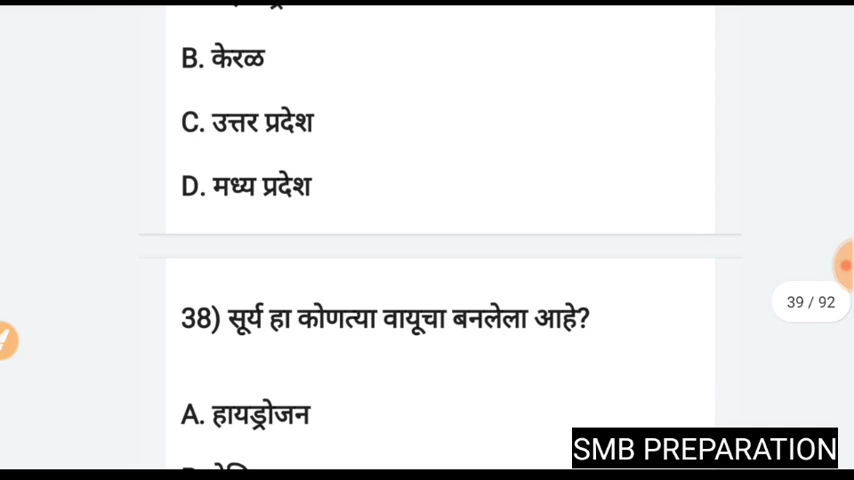 B. केरळ
C. उत्तर प्रदेश
D. मध्य प्रदेश
39 / 92
38) सूर्य हा कोणत्या वायूचा बनलेला आहे?
A. हायड्रोजन
SMB PREPARATION